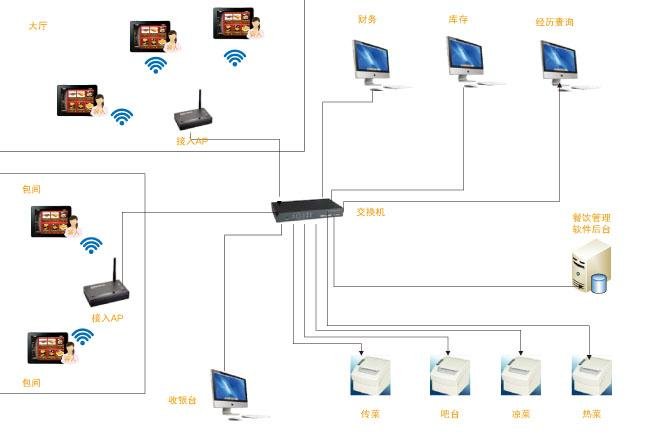 大厅
财务
库存
经历查询
接入AP
包间
交换机
餐饮管理
软件后台
接入AP
包间
收银台
传菜
吧台
凉菜
热菜